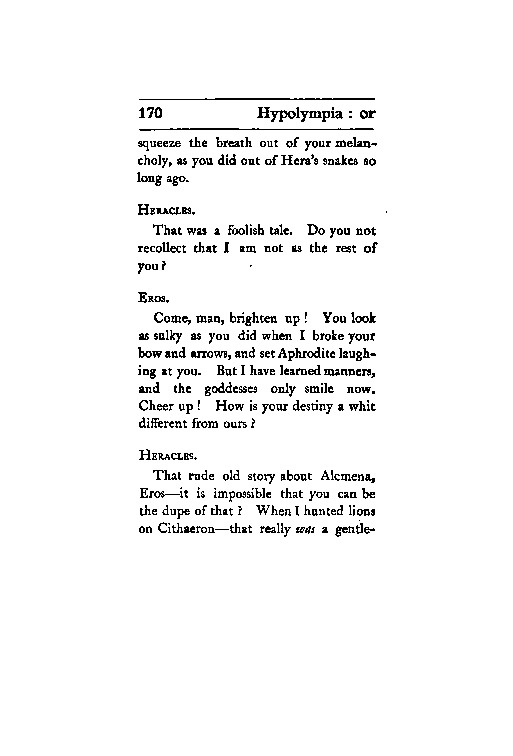 170 Hypolympia : or
squeeze the breath out of your melan-
choly, as you did out of Hera's snakes so
long ago.
HERACLES.
That was a foolish tale. Do you not
recollect that I am not as the rest of
you ?
EROS.
Come, man, brighten up ! You look
as sulky as you did when I broke your
bow and arrows, and set Aphrodite laugh-
ing at you. But I have learned manners,
and the goddesses only smile now.
Cheer up ! How is your destiny a whit
different from ours ?
HERACLES.
That rude old story about Alcmena,
Eros—it is impossible that you can be
the dupe of that ? When I hunted lions
on Cithaeron—that really was a gentle-